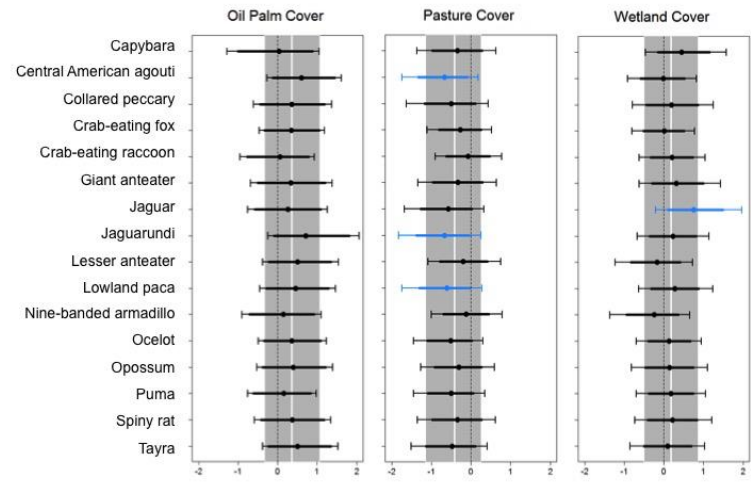 Oil Palm Cover Pasture Cover Wetland Cover
Capybara
Central American agouti
Collared peccary
Crab-eating fox
Crab-eating raccoon
Giant anteater
Jaguar
Jaguarundi
Lesser anteater
Lowland paca
Nine-banded armadillo
Ocelot
Opossum
Puma
Spiny rat
Tayra
-2 -1 0 1 2 -2 -1 0 1 2 -2 -1 0 1 2